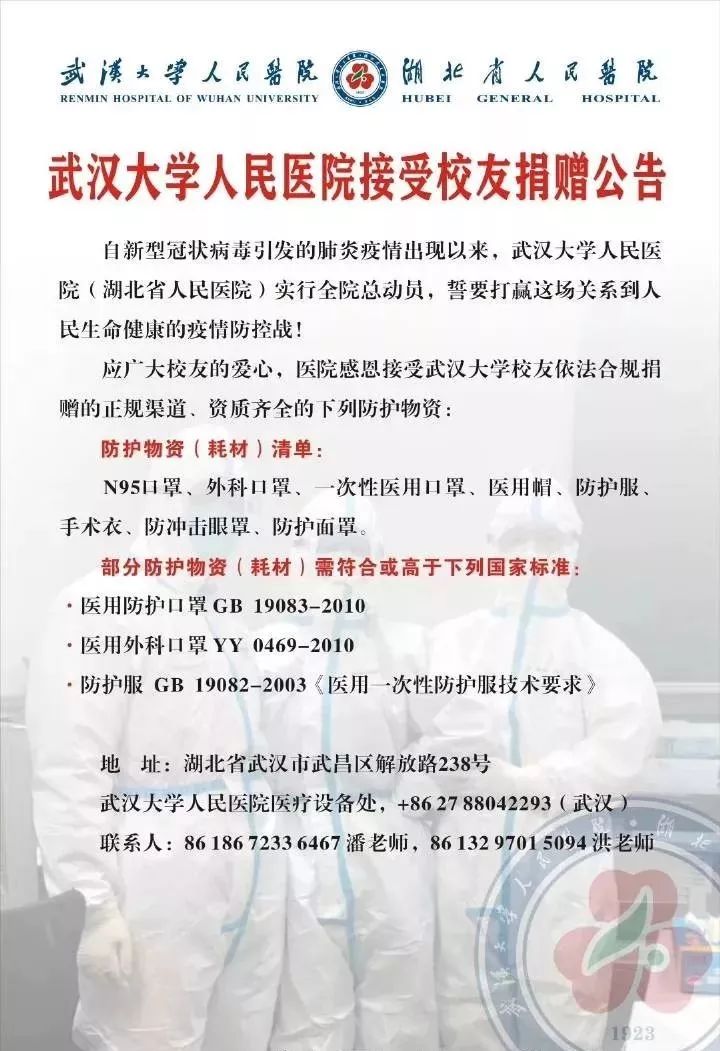 武漢大學人民醫院
RENMIN HOSPITAL OF WUHAN UNIVERSITY
湖北省人民醫院
HUBEI GENERAL HOSPITAL
武汉大学人民医院接受校友捐赠公告
自新型冠状病毒引发的肺炎疫情出现以来，武汉大学人民医
院（湖北省人民医院）实行全院总动员，誓要打赢这场关系到人
民生命健康的疫情防控战！
应广大校友的爱心，医院感恩接受武汉大学校友依法合规捐
赠的正规渠道、资质齐全的下列防护物资：
防护物资（耗材）清单：
N95口罩、外科口罩、一次性医用口罩、医用帽、防护服、
手术衣、防冲击眼罩、防护面罩。
部分防护物资（耗材）需符合或高于下列国家标准：
·医用防护口罩 GB 19083-2010
·医用外科口罩 YY 0469-2010
·防护服 GB 19082-2003《医用一次性防护服技术要求》
地 址：湖北省武汉市武昌区解放路238号
武汉大学人民医院医疗设备处，+86 27 88042293（武汉）
联系人：86 186 7233 6467 潘老师，86 132 9701 5094 洪老师
1923